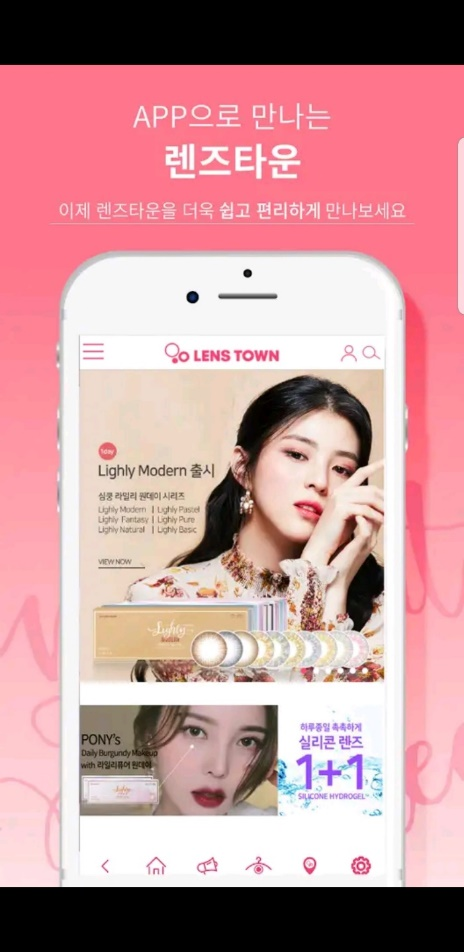 APP으로 만나는
렌즈타운
이제 렌즈타운을 더욱 쉽고 편리하게 만나보세요
LENS TOWN
1day
Lighly Modern 출시
심쿵 라일리 원데이 시리즈
Lighly Modern | Lighly Pastel
Lighly Fantasy | Lighly Pure
Lighly Natural | Lighly Basic
VIEW NOW
Lighly
PONY's
Daily Burgundy Makeup
with 라일리퓨어 원데이
하루종일 촉촉하게
실리콘 렌즈
1+1
SILICONE HYDROGEL